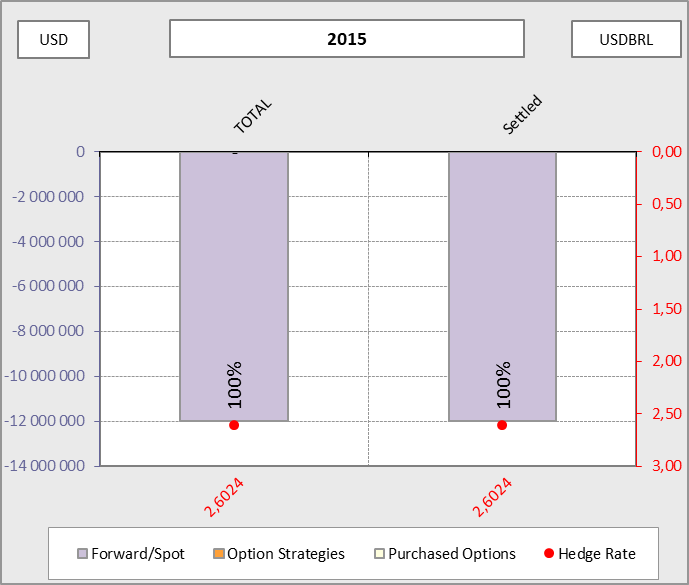 USD
2015
USDBRL
TOTAL
Settled
0
-2 000 000
-4 000 000
-6 000 000
-8 000 000
-10 000 000
-12 000 000
-14 000 000
0,00
0,50
1,00
1,50
2,00
2,50
3,00
100%
100%
2,6024
2,6024
Forward/Spot
Option Strategies
Purchased Options
Hedge Rate